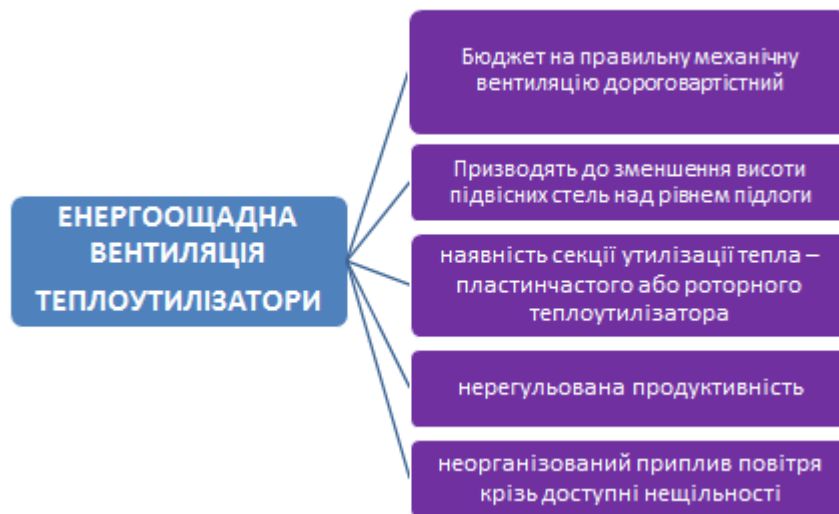 ЕНЕРГООЩАДНА
ВЕНТИЛЯЦІЯ
ТЕПЛОУТИЛІЗАТОРИ
Бюджет на правильну механічну
вентиляцію дороговартістний
Призводять до зменшення висоти
підвісних стель над рівнем підлоги
наявність секції утилізації тепла –
пластинчастого або роторного
теплоутилізатора
нерегульована продуктивність
неорганізований приплив повітря
крізь доступні нещільності